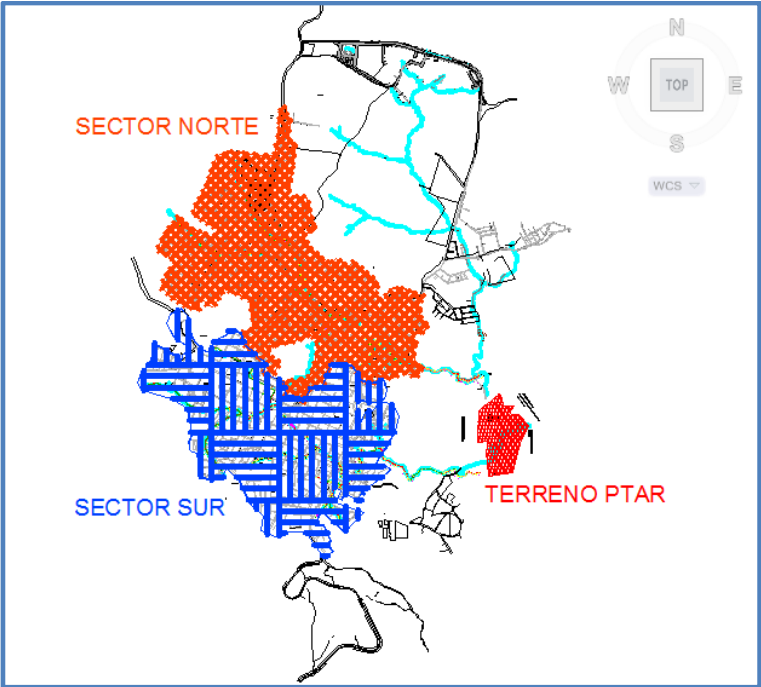 N
W TOP E
S
WCS
SECTOR NORTE
SECTOR SUR
TERRENO PTAR